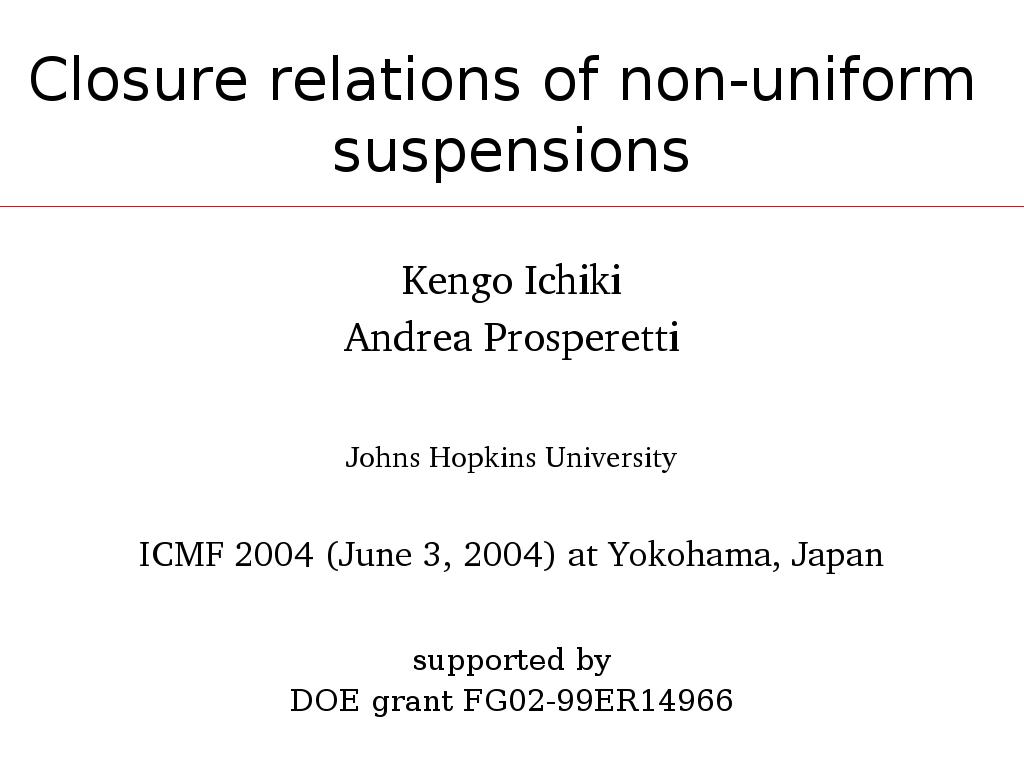 Closure relations of non-uniform
suspensions
Kengo Ichiki
Andrea Prosperetti
Johns Hopkins University
ICMF 2004 (June 3, 2004) at Yokohama, Japan
supported by
DOE grant FG02-99ER14966